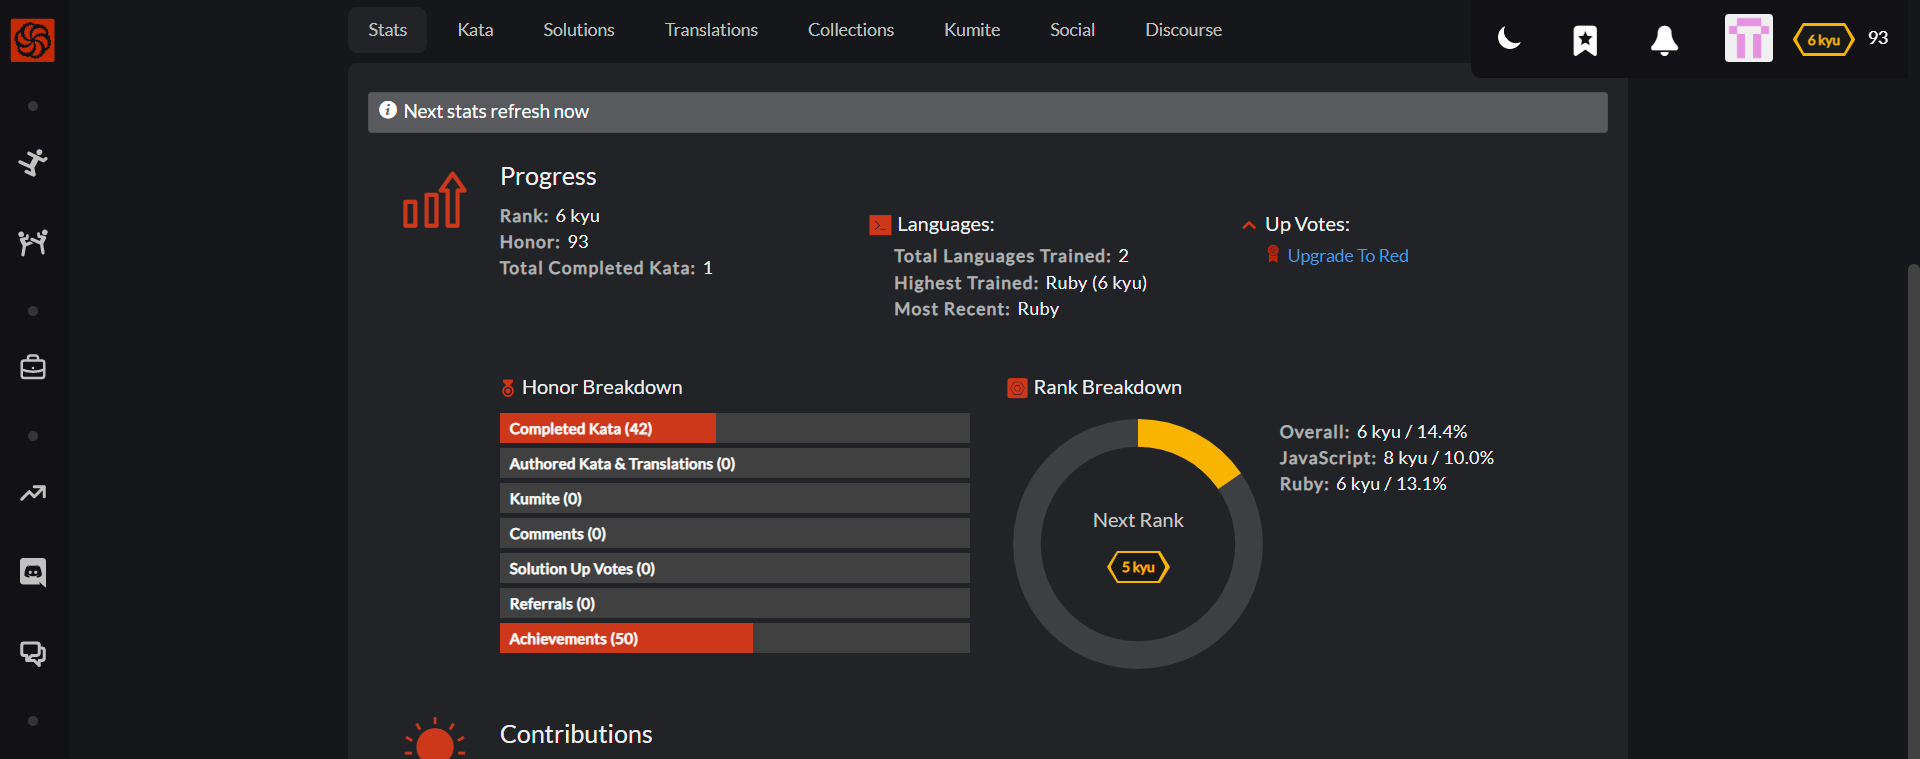 Stats Kata Solutions Translations Collections Kumite Social Discourse
6 kyu 93
Next stats refresh now
Progress
Rank: 6 kyu
Honor: 93
Total Completed Kata: 1
Languages:
Total Languages Trained: 2
Highest Trained: Ruby (6 kyu)
Most Recent: Ruby
Up Votes:
Upgrade To Red
Honor Breakdown
Completed Kata (42)
Authored Kata & Translations (0)
Kumite (0)
Comments (0)
Solution Up Votes (0)
Referrals (0)
Achievements (50)
Rank Breakdown
Next Rank
5 kyu
Overall: 6 kyu / 14.4%
JavaScript: 8 kyu / 10.0%
Ruby: 6 kyu / 13.1%
Contributions